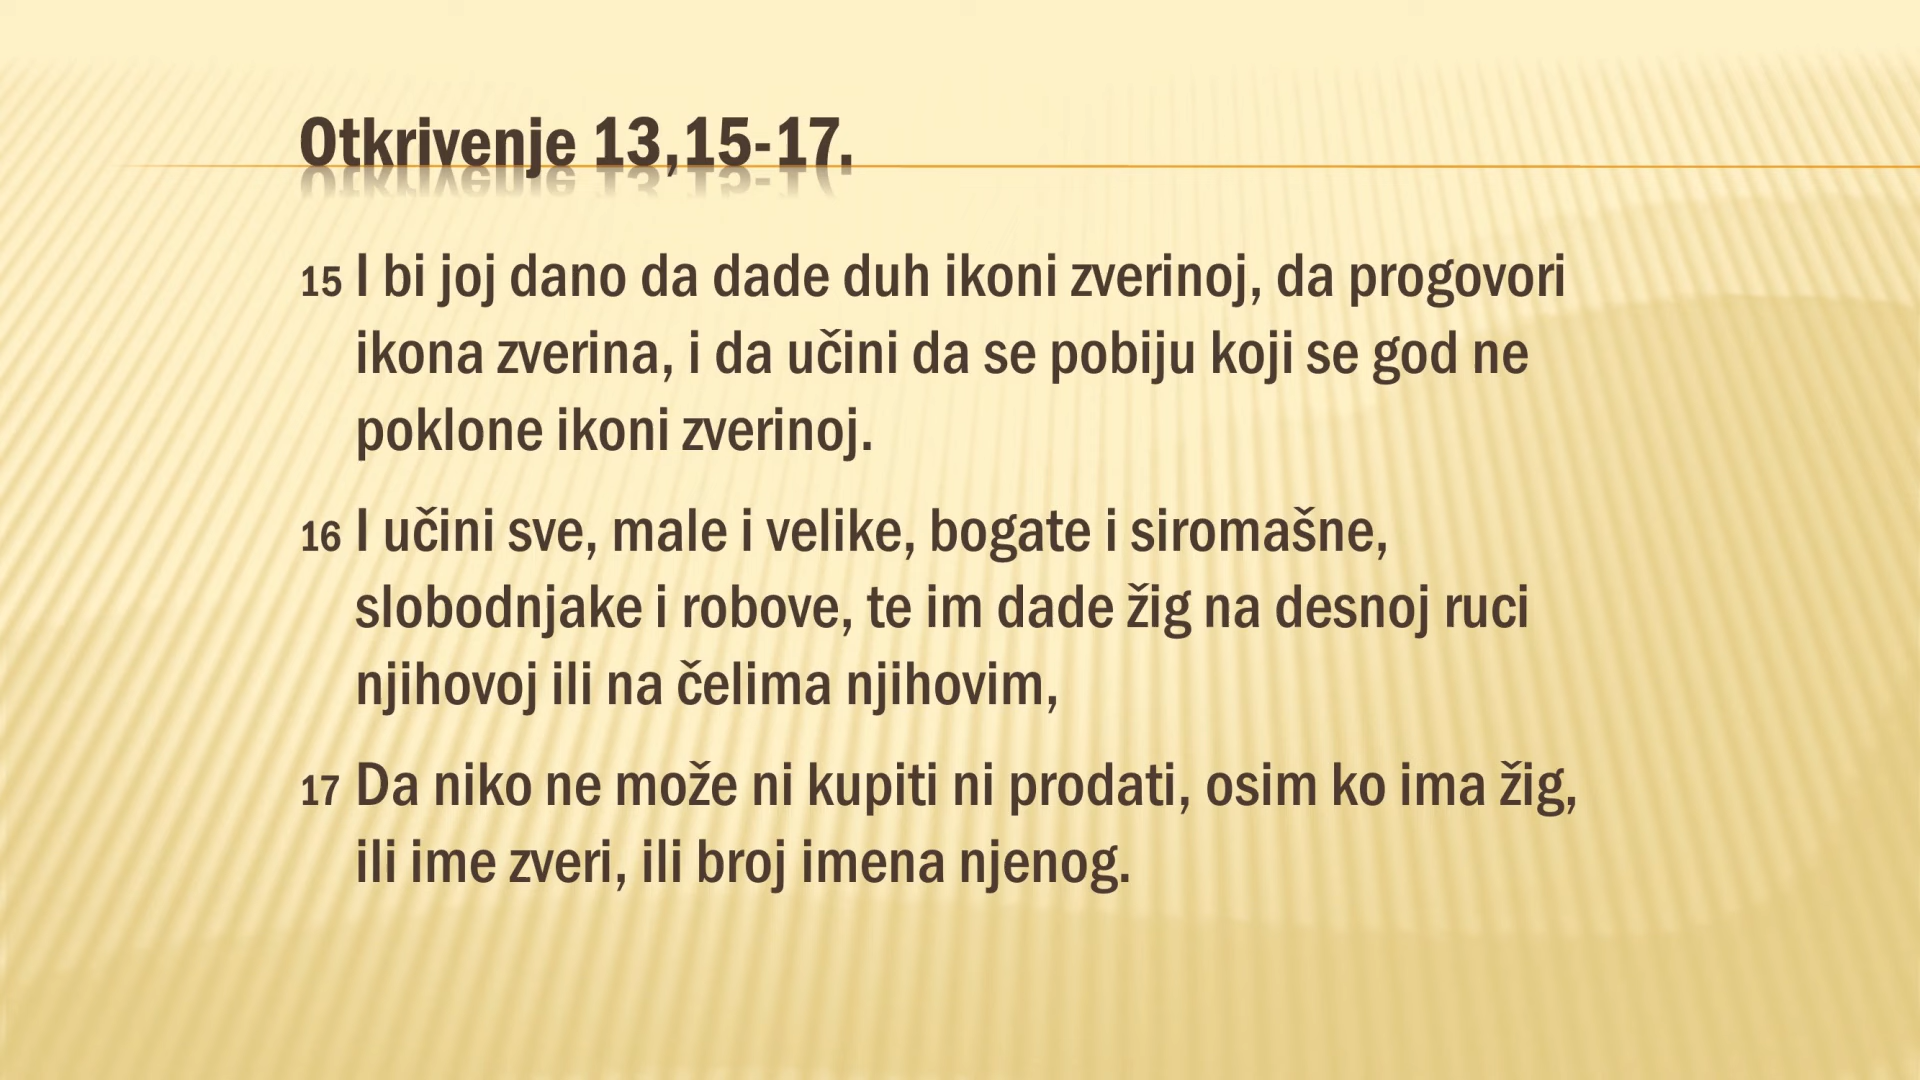 Otkrivenje 13,15-17.
15 I bi joj dano da dade duh ikoni zverinoj, da progovori
ikona zverina, i da učini da se pobiju koji se god ne
poklone ikoni zverinoj.
16 I učini sve, male i velike, bogate i siromašne,
slobodnjake i robove, te im dade žig na desnoj ruci
njihovoj ili na čelima njihovim,
17 Da niko ne može ni kupiti ni prodati, osim ko ima žig,
ili ime zveri, ili broj imena njenog.